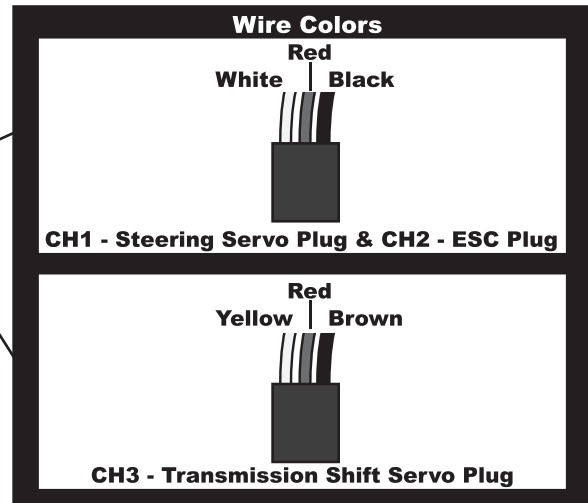 Wire Colors
Red
White Black
CH1 - Steering Servo Plug & CH2 - ESC Plug
Red
Yellow Brown
CH3 - Transmission Shift Servo Plug